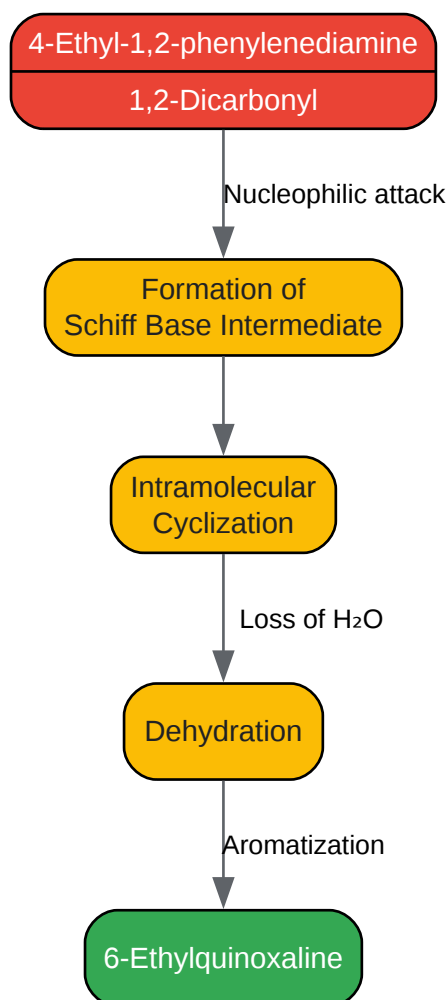 4-Ethyl-1,2-phenylenediamine
1,2-Dicarbonyl
Nucleophilic attack
Formation of
Schiff Base Intermediate
Intramolecular
Cyclization
Loss of H₂O
Dehydration
Aromatization
6-Ethylquinoxaline